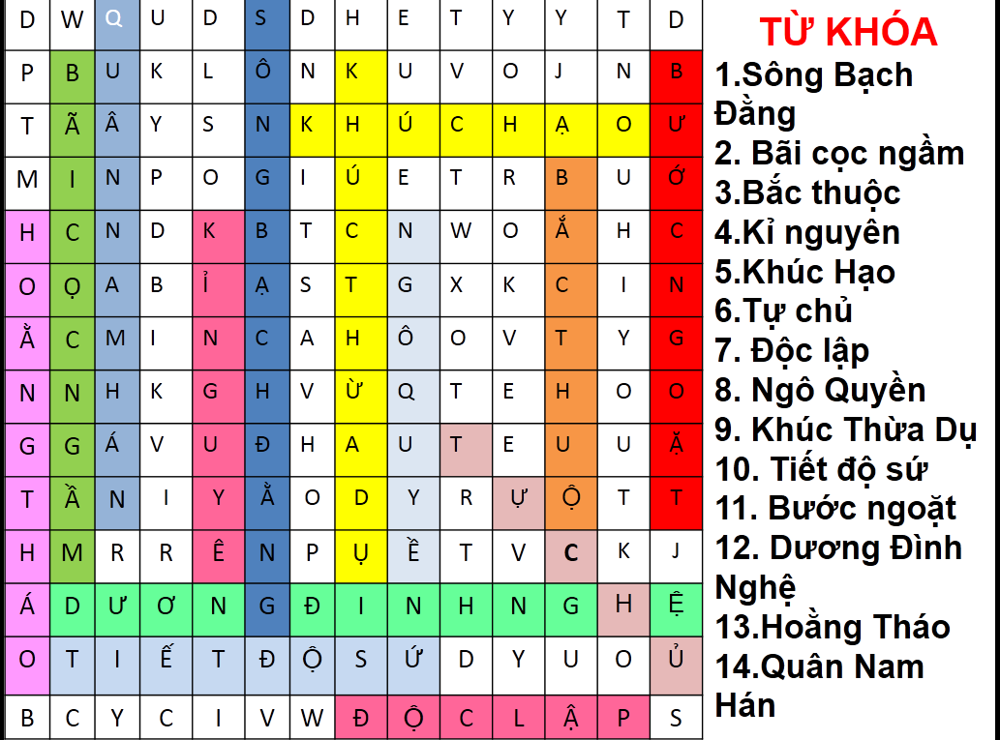 D W Q U D S D H E T Y Y T D
P B U K L Ô N K U V O J N B
T Ã Â Y S N K H Ú C H Ạ O Ư
M I N P O G I Ú E T R B U Ớ
H C N D K B T C N W O Ắ H C
O Ọ A B Ỉ Ạ S T G X K C I N
Ằ C M I N C A H Ô O V T Y G
N N H K G H V Ừ Q T E H O O
G G Á V U Đ H A U T E U U Ặ
T Ầ N I Y Ằ O D Y R Ự Ộ T T
H M R R Ê N P Ụ Ề T V C K J
Á D Ư Ơ N G Đ I N H N G H Ệ
O T I Ế T Đ Ộ S Ứ D Y U O Ủ
B C Y C I V W Đ Ộ C L Ậ P S
TỪ KHÓA
1.Sông Bạch
Đằng
2. Bãi cọc ngầm
3.Bắc thuộc
4.Kỉ nguyên
5.Khúc Hạo
6.Tự chủ
7. Độc lập
8. Ngô Quyền
9. Khúc Thừa Dụ
10. Tiết độ sứ
11. Bước ngoặt
12. Dương Đình
Nghệ
13.Hoằng Tháo
14.Quân Nam
Hán